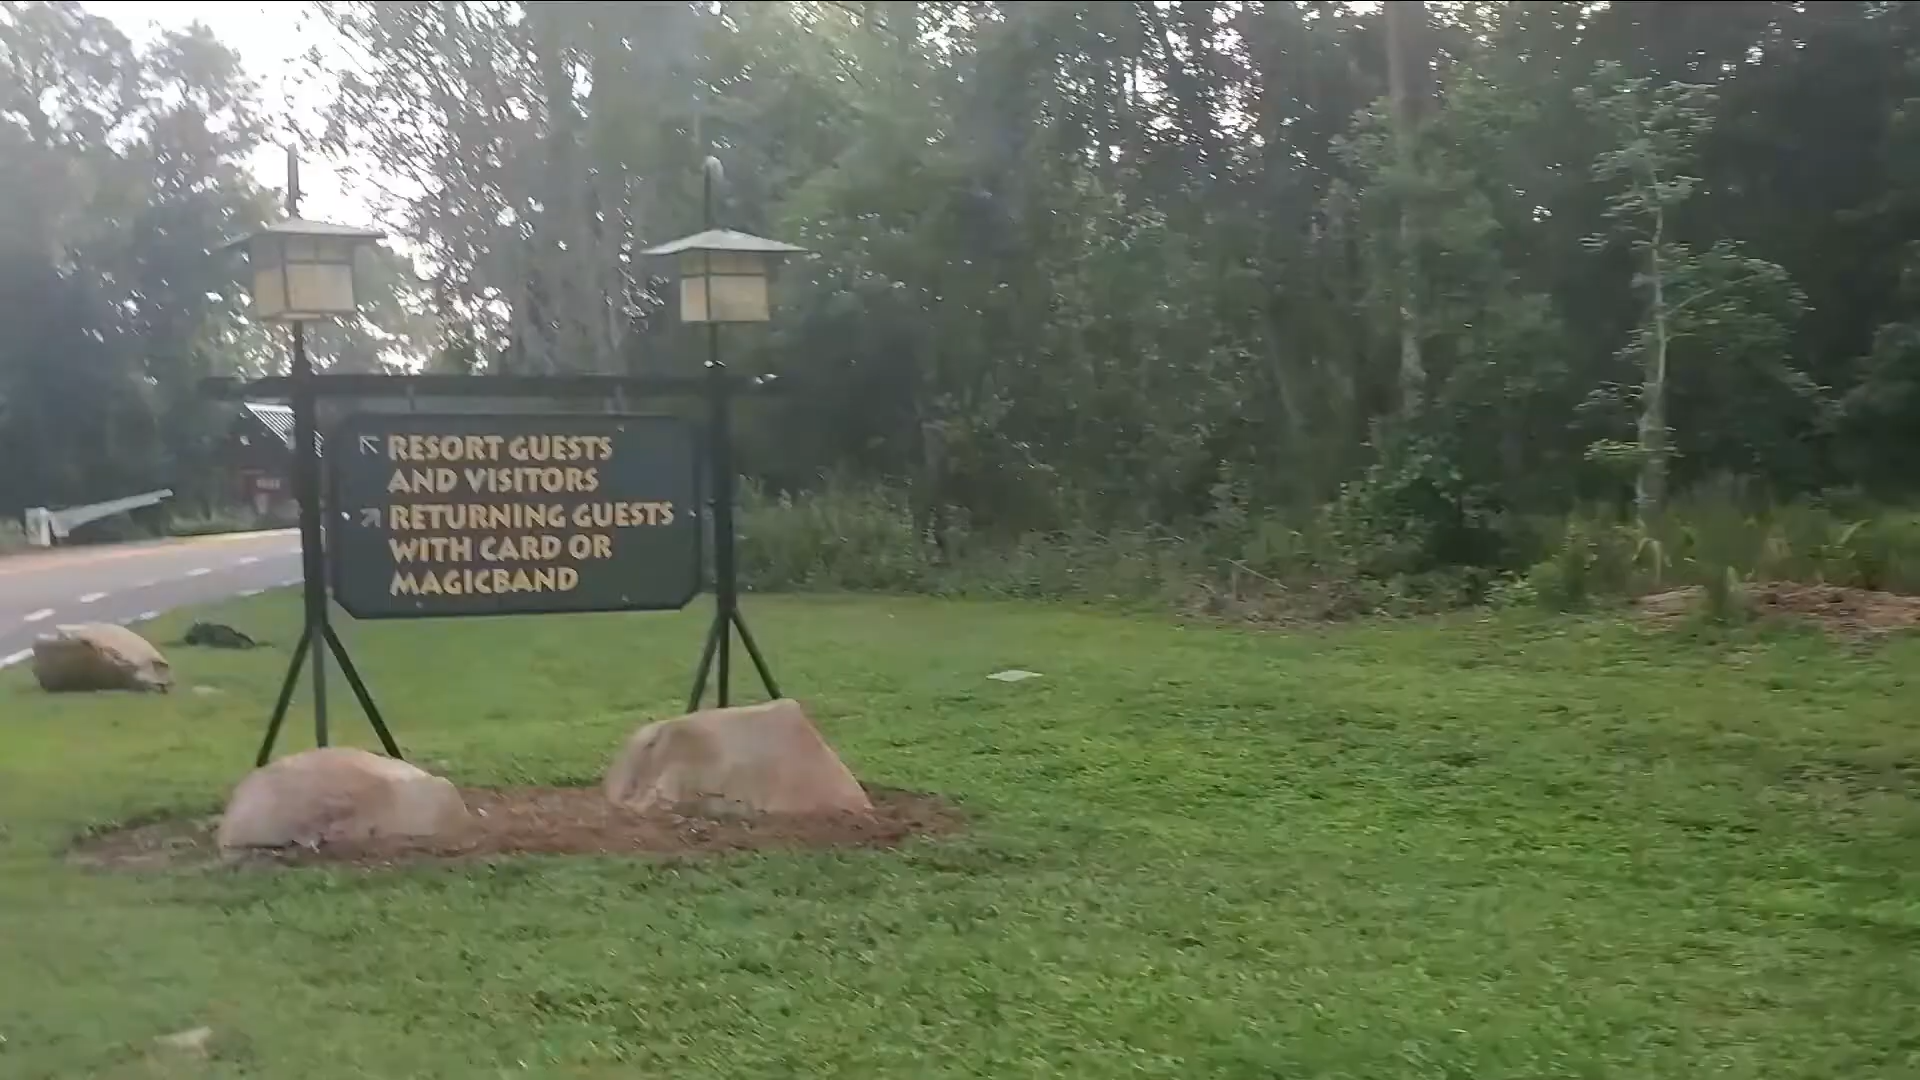 RESORT GUESTS
AND VISITORS
RETURNING GUESTS
WITH CARD OR
MAGICBAND